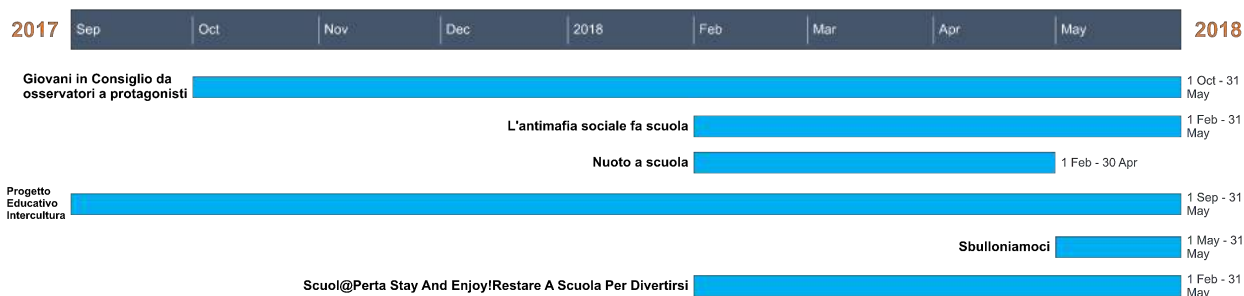 2017 Sep Oct Nov Dec 2018 Feb Mar Apr May 2018
Giovani in Consiglio da
osservatori a protagonisti
1 Oct - 31
May
L'antimafia sociale fa scuola
1 Feb - 31
May
Nuoto a scuola
1 Feb - 30 Apr
Progetto
Educativo
Intercultura
1 Sep - 31
May
Sbulloniamoci
1 May - 31
May
Scuol@Perta Stay And Enjoy!Restare A Scuola Per Divertirsi
1 Feb - 31
May